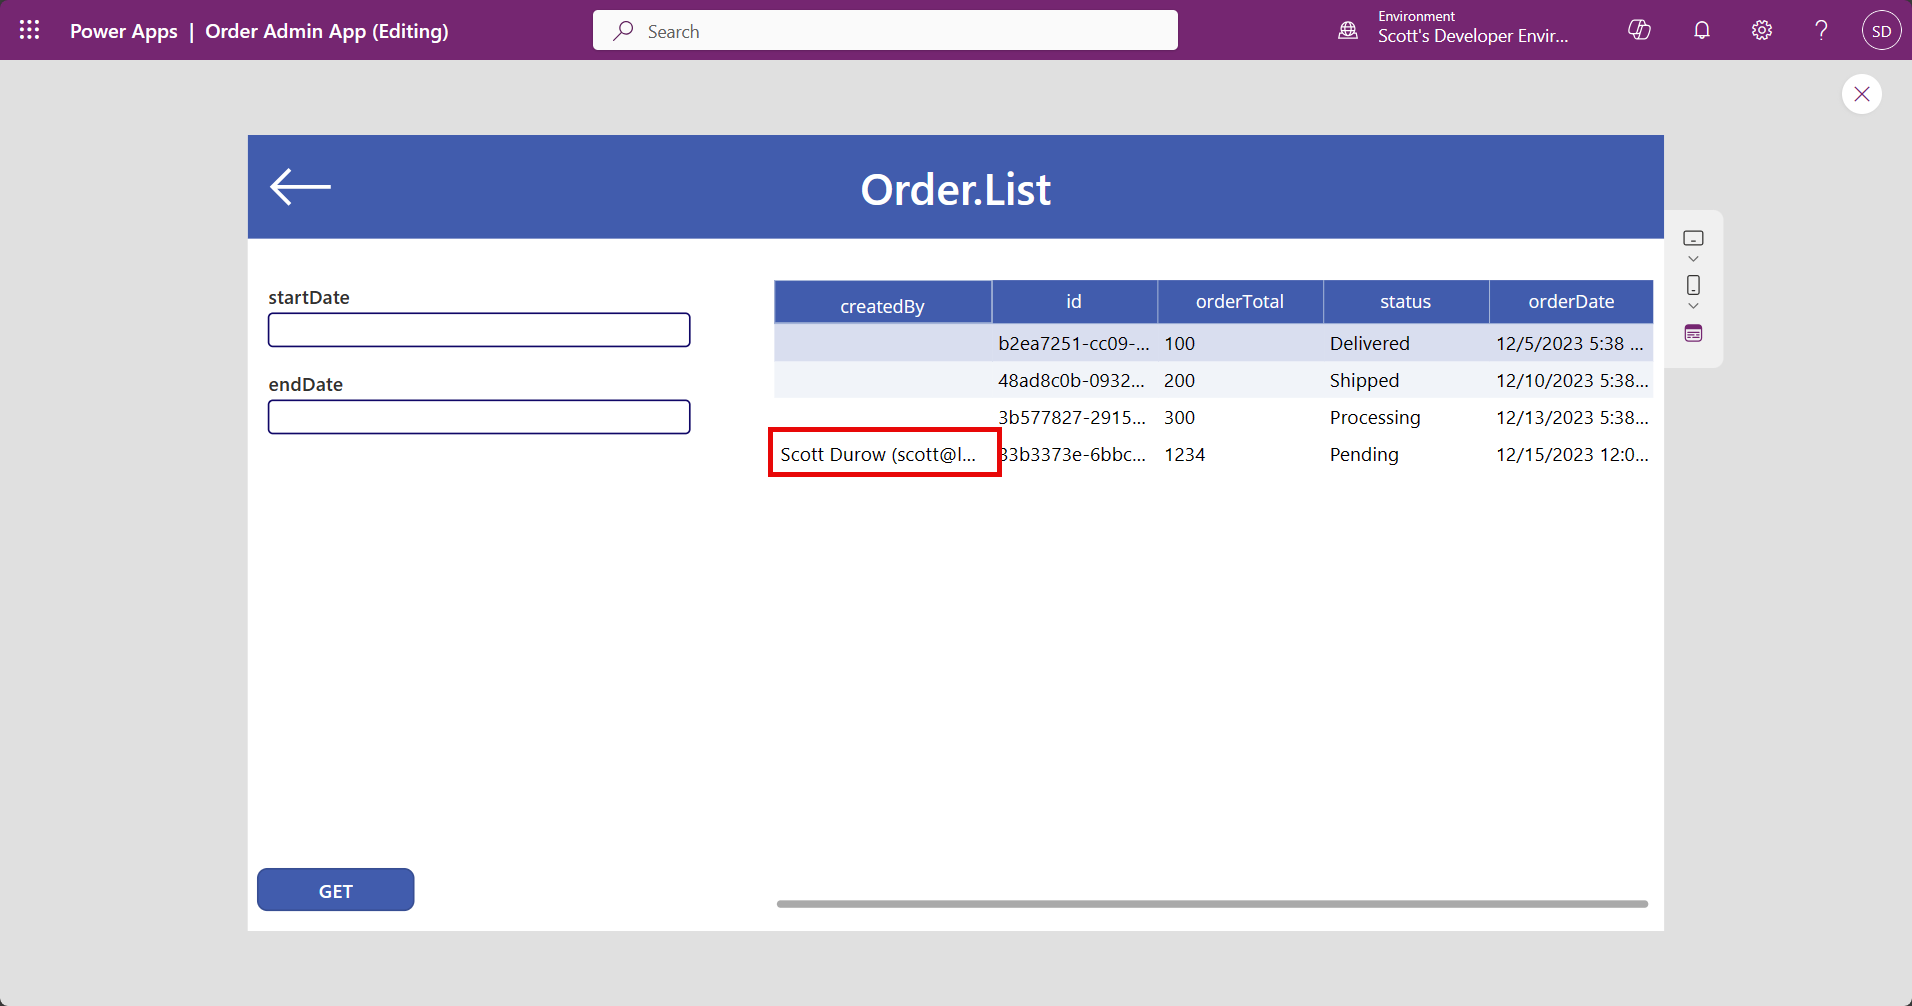 Power Apps | Order Admin App (Editing)
Search
Environment
Scott's Developer Envir...
?
SD
Order.List
startDate
endDate
createdBy id orderTotal status orderDate
b2ea7251-cc09-... 100 Delivered 12/5/2023 5:38 ...
48ad8c0b-0932... 200 Shipped 12/10/2023 5:38...
3b577827-2915... 300 Processing 12/13/2023 5:38...
Scott Durow (scott@l... 33b3373e-6bbc... 1234 Pending 12/15/2023 12:0...
GET